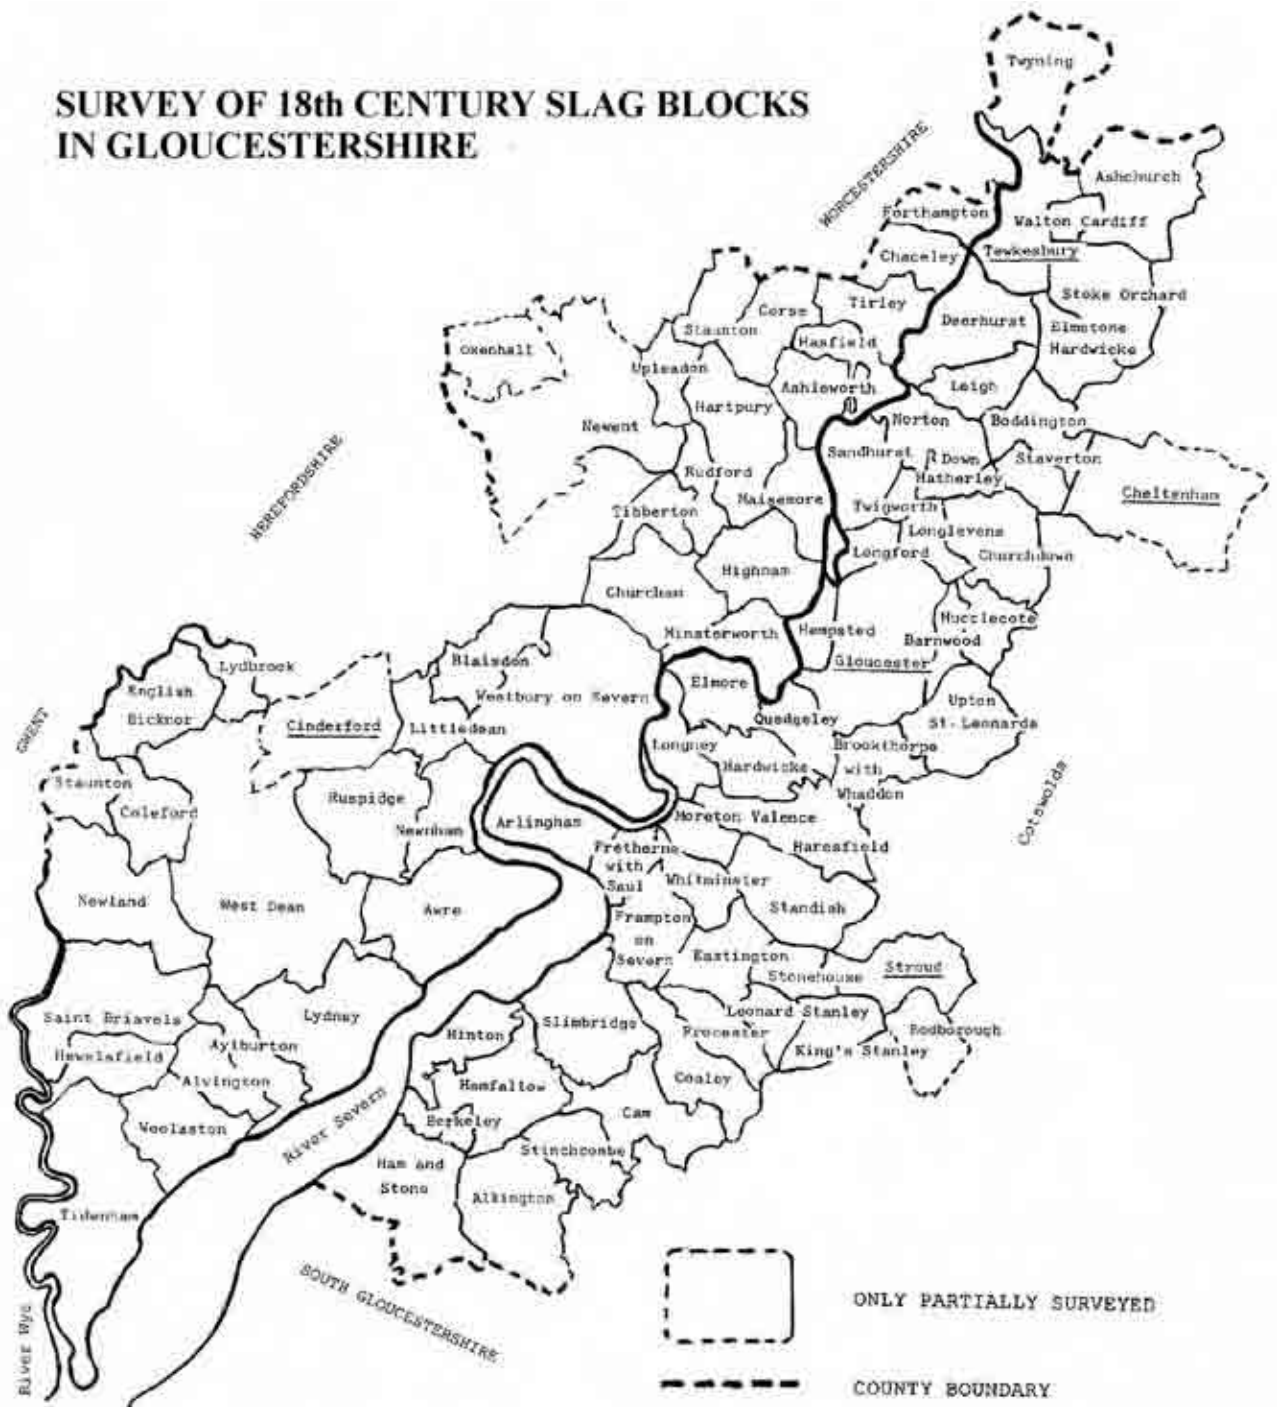 SURVEY OF 18th CENTURY SLAG BLOCKS
IN GLOUCESTERSHIRE
Twyning
WORCESTERSHIRE
Ashchurch
Forthampton
Walton Cardiff
Chaceley
Tewkesbury
Stoke Orchard
Tirley
Corse
Deerhurst
Staunton
Elmstone
Hardwicke
Hasfield
Oxenhall
Upleadon
Ashleworth
Leigh
Hartpury
Norton
Boddington
Newent
Sandhurst
Down
Hatherley
Staverton
Rudford
Cheltenham
Maisemore
Twigworth
Tibberton
HEREFORDSHIRE
Longlevens
Longford
Churchdown
Highnam
Churcham
Hucclecote
Minsterworth
Hempsted
Barnwood
Gloucester
Lydbrook
Blaisdon
English
Bicknor
Westbury on Severn
Elmore
Upton
St. Leonards
Quedgeley
GWENT
Cinderford
Littledean
Longney
Brookthorpe
with
Whaddon
Hardwicke
Staunton
Coleford
Ruspidge
Cotswolds
Newnham
Arlingham
Moreton Valence
Haresfield
Fretherne
with
Saul
Whitminster
Newland
West Dean
Awre
Standish
Frampton
on
Severn
Eastington
Stonehouse
Stroud
Saint Briavels
Lydney
Hinton
Slimbridge
Leonard Stanley
Frocester
Rodborough
Hewelsfield
Aylburton
King's Stanley
Alvington
Hamfallow
Coaley
Woolaston
River Severn
Berkeley
Cam
Stinchcombe
Ham and
Stone
Alkington
Tidenham
SOUTH GLOUCESTERSHIRE
River Wye
ONLY PARTIALLY SURVEYED
COUNTY BOUNDARY